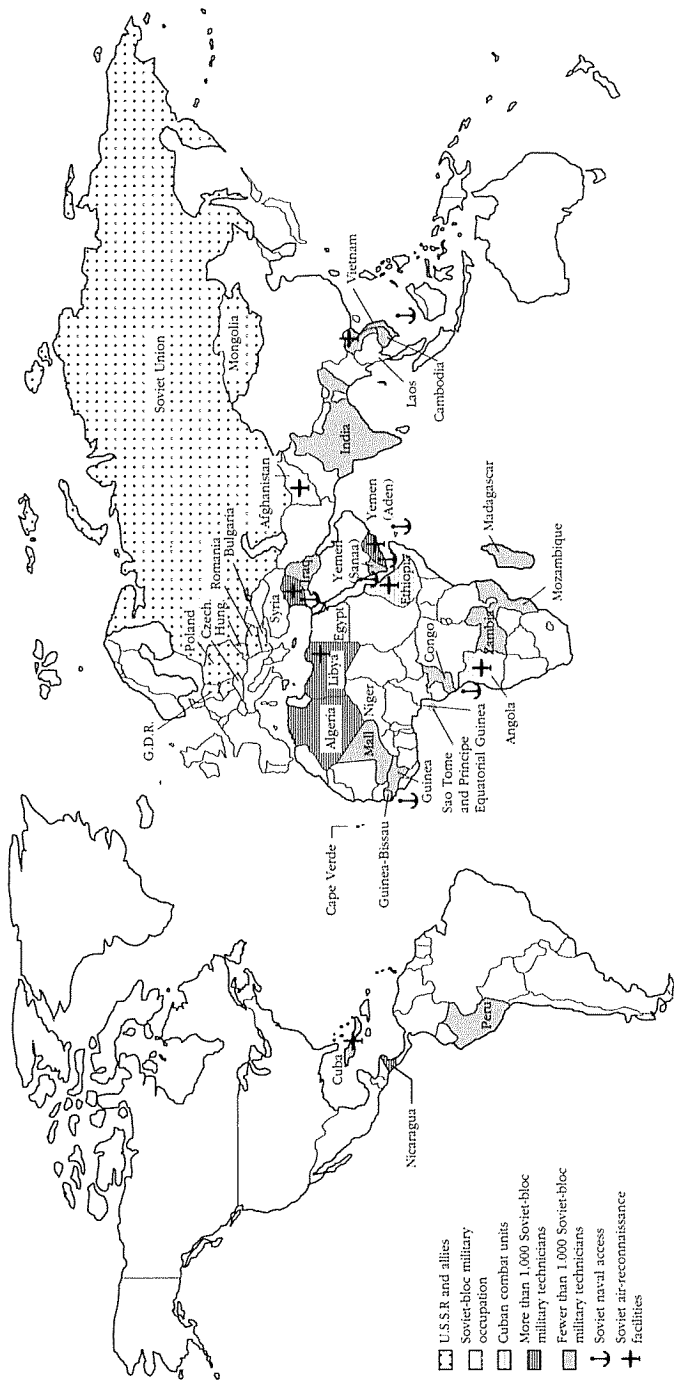 Soviet Union
Mongolia
Poland
Czech.
Hung.
Romania
Bulgaria
G.D.R.
Afghanistan
Syria
Iraq
Yemen
(Sanaa)
Yemen
(Aden)
Egypt
Libya
Algeria
Niger
Mali
Ethiopia
India
Vietnam
Laos
Cambodia
Madagascar
Mozambique
Zambia
Congo
Angola
Guinea
Sao Tome
and Principe
Equatorial Guinea
Guinea-Bissau
Cape Verde
Cuba
Nicaragua
Peru
U.S.S.R and allies
Soviet-bloc military
occupation
Cuban combat units
More than 1,000 Soviet-bloc
military technicians
Fewer than 1.000 Soviet-bloc
military technicians
Soviet naval access
Soviet air-reconnaissance
facilities